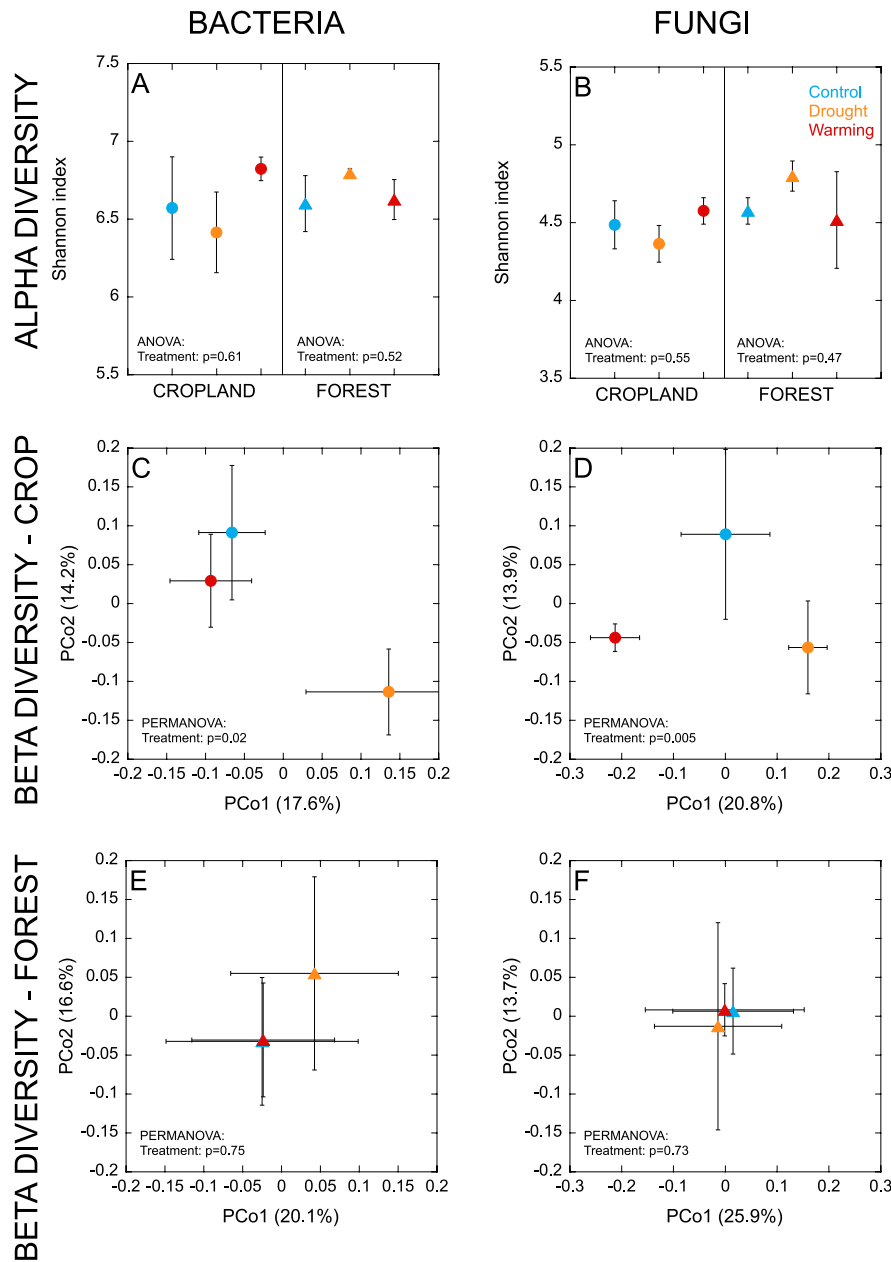 BACTERIA
FUNGI
ALPHA DIVERSITY
A
7.5
7
6.5
6
5.5
Shannon index
ANOVA:
Treatment: p=0.61
ANOVA:
Treatment: p=0.52
CROPLAND
FOREST
B
5.5
5
4.5
4
3.5
Shannon index
Control
Drought
Warming
ANOVA:
Treatment: p=0.55
ANOVA:
Treatment: p=0.47
CROPLAND
FOREST
BETA DIVERSITY - CROP
C
0.2
0.15
0.1
0.05
0
-0.05
-0.1
-0.15
-0.2
PCo2 (14.2%)
PERMANOVA:
Treatment: p=0.02
-0.2 -0.15 -0.1 -0.05 0 0.05 0.1 0.15 0.2
PCo1 (17.6%)
D
0.2
0.15
0.1
0.05
0
-0.05
-0.1
-0.15
-0.2
PCo2 (13.9%)
PERMANOVA:
Treatment: p=0.005
-0.3 -0.2 -0.1 0 0.1 0.2 0.3
PCo1 (20.8%)
BETA DIVERSITY - FOREST
E
0.2
0.15
0.1
0.05
0
-0.05
-0.1
-0.15
-0.2
PCo2 (16.6%)
PERMANOVA:
Treatment: p=0.75
-0.2 -0.15 -0.1 -0.05 0 0.05 0.1 0.15 0.2
PCo1 (20.1%)
F
0.2
0.15
0.1
0.05
0
-0.05
-0.1
-0.15
-0.2
PCo2 (13.7%)
PERMANOVA:
Treatment: p=0.73
-0.3 -0.2 -0.1 0 0.1 0.2 0.3
PCo1 (25.9%)